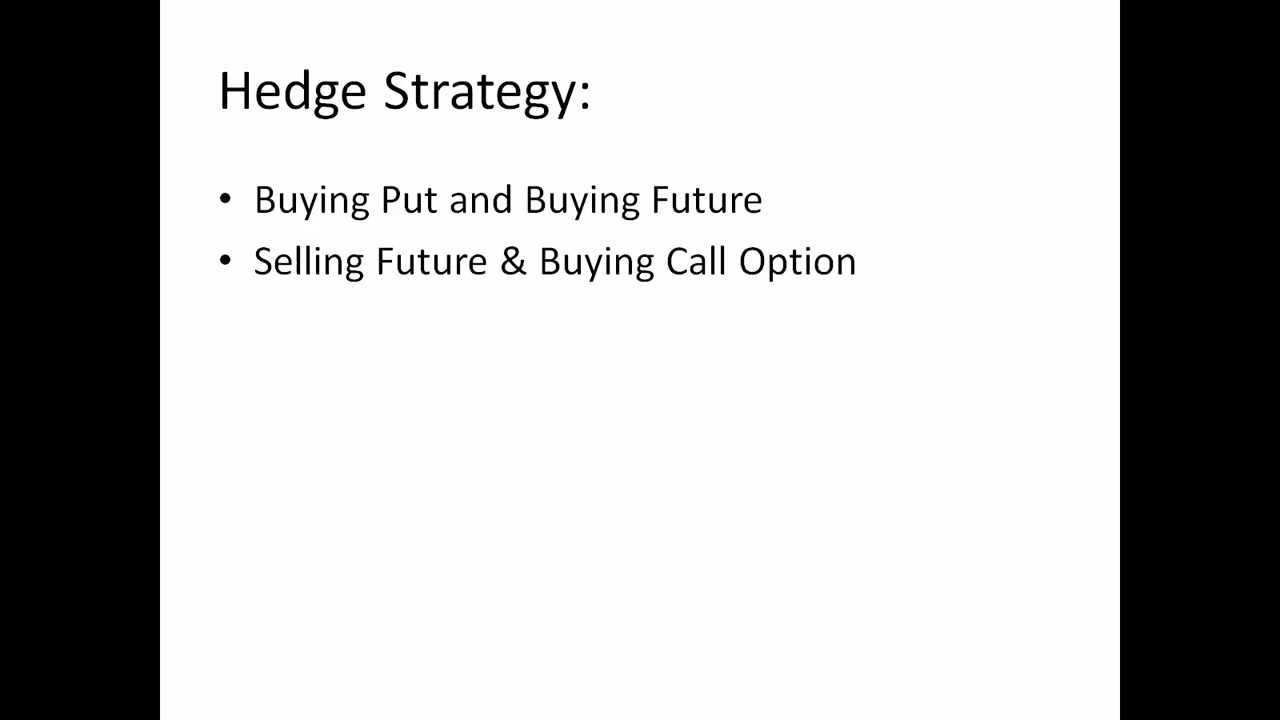 Hedge Strategy:
• Buying Put and Buying Future
• Selling Future & Buying Call Option